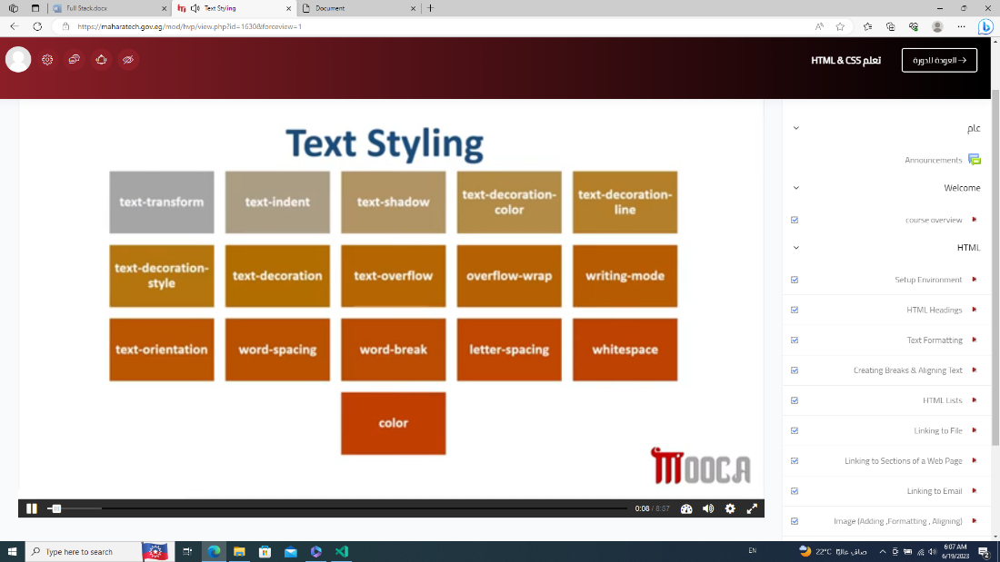 Full Stack.docx
Text Styling
Document
https://maharatech.gov.eg/mod/hvp/view.php?id=1630&forceview=1
تعلم HTML & CSS
العودة للدورة
Text Styling
text-transform
text-indent
text-shadow
text-decoration-
color
text-decoration-
line
text-decoration-
style
text-decoration
text-overflow
overflow-wrap
writing-mode
text-orientation
word-spacing
word-break
letter-spacing
whitespace
color
MOOCA
0:08 / 8:57
عام
Announcements
Welcome
course overview
HTML
Setup Environment
HTML Headings
Text Formatting
Creating Breaks & Aligning Text
HTML Lists
Linking to File
Linking to Sections of a Web Page
Linking to Email
Image (Adding ,Formatting , Aligning)
Type here to search
EN
22°C
صاف غالبًا
6:07 AM
6/19/2023
2